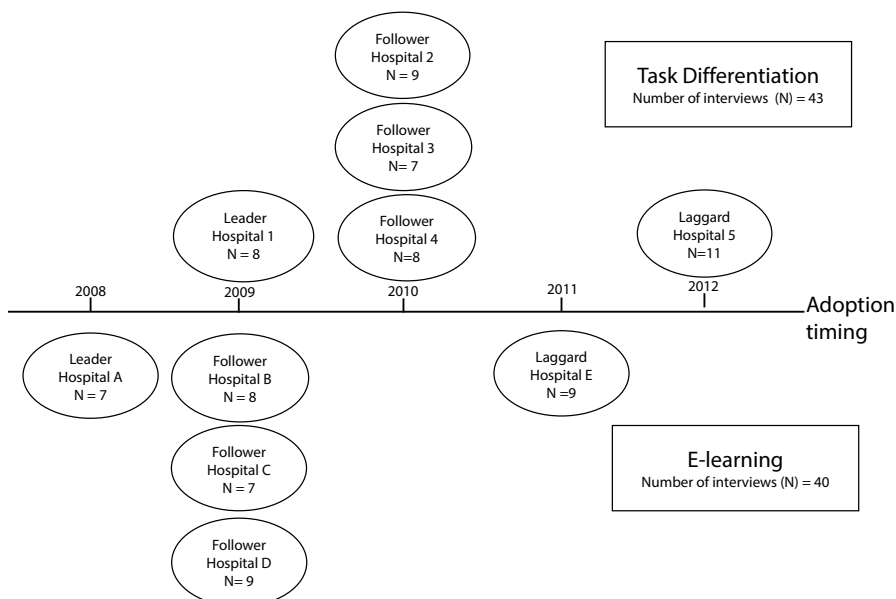 Follower
Hospital 2
N = 9
Task Differentiation
Number of interviews (N) = 43
Follower
Hospital 3
N= 7
Leader
Hospital 1
N = 8
Follower
Hospital 4
N=8
Laggard
Hospital 5
N=11
2008
2009
2010
2011
2012
Adoption
timing
Leader
Hospital A
N = 7
Follower
Hospital B
N = 8
Laggard
Hospital E
N =9
Follower
Hospital C
N = 7
E-learning
Number of interviews (N) = 40
Follower
Hospital D
N= 9